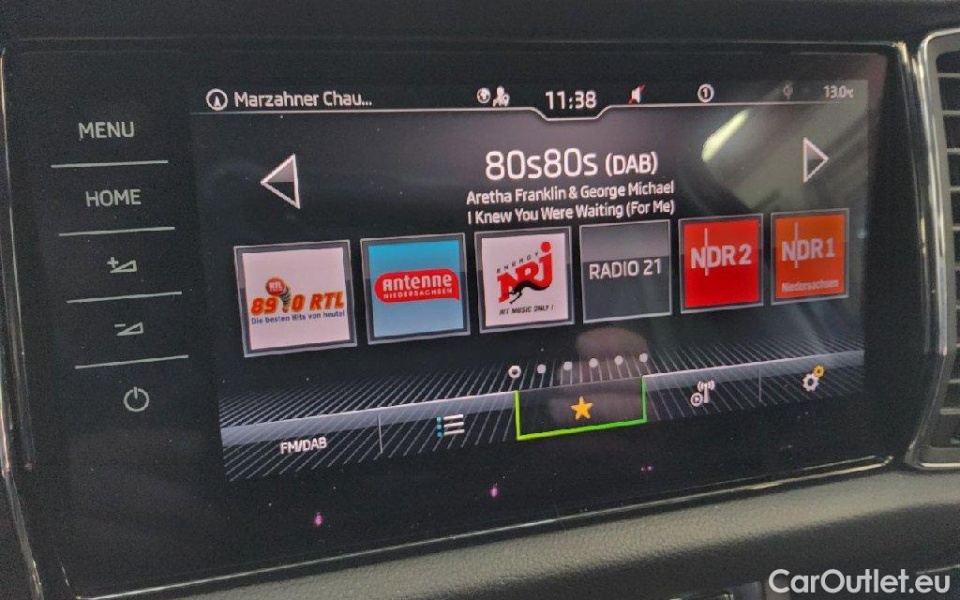 MENU
HOME
Marzahner Chau...
11:38
1
13.0°C
80s80s (DAB)
Aretha Franklin & George Michael
I Knew You Were Waiting (For Me)
RTL
89.0 RTL
Die besten Hits von heute!
Antenne
NIEDERSACHSEN
ENERGY
NRJ
HIT MUSIC ONLY !
RADIO 21
NDR 2
NDR 1
Niedersachsen
FM/DAB
CarOutlet.eu